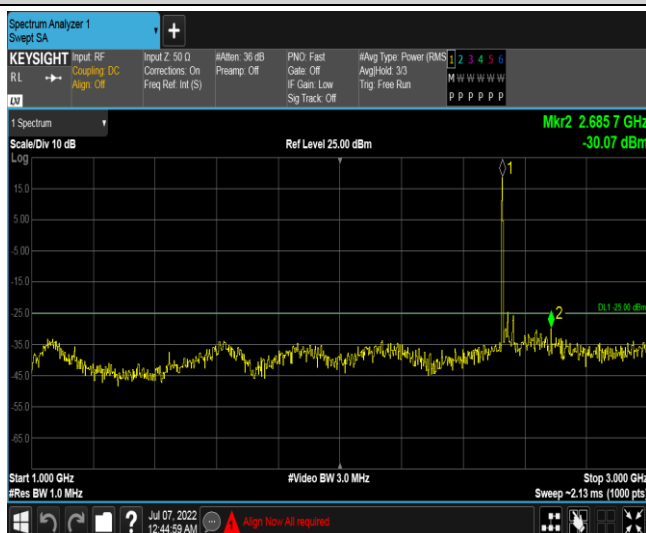 Spectrum Analyzer 1
Swept SA
+
KEYSIGHT
RL
LXI
Input: RF
Coupling: DC
Align: Off
Input Z: 50 Ω
Corrections: On
Freq Ref: Int (S)
#Atten: 36 dB
Preamp: Off
PNO: Fast
Gate: Off
IF Gain: Low
Sig Track: Off
#Avg Type: Power (RMS
Avg|Hold: 3/3
Trig: Free Run
1 2 3 4 5 6
M W W W W W
P P P P P P
1 Spectrum
Mkr2 2.685 7 GHz
Scale/Div 10 dB
Ref Level 25.00 dBm
-30.07 dBm
Log
1
15.0
5.00
-5.00
-15.0
-25.0
DL1 -25.00 dBm
2
-35.0
-45.0
-55.0
-65.0
Start 1.000 GHz
#Video BW 3.0 MHz
Stop 3.000 GHz
#Res BW 1.0 MHz
Sweep ~2.13 ms (1000 pts)
?
Jul 07, 2022
12:44:59 AM
Align Now All required